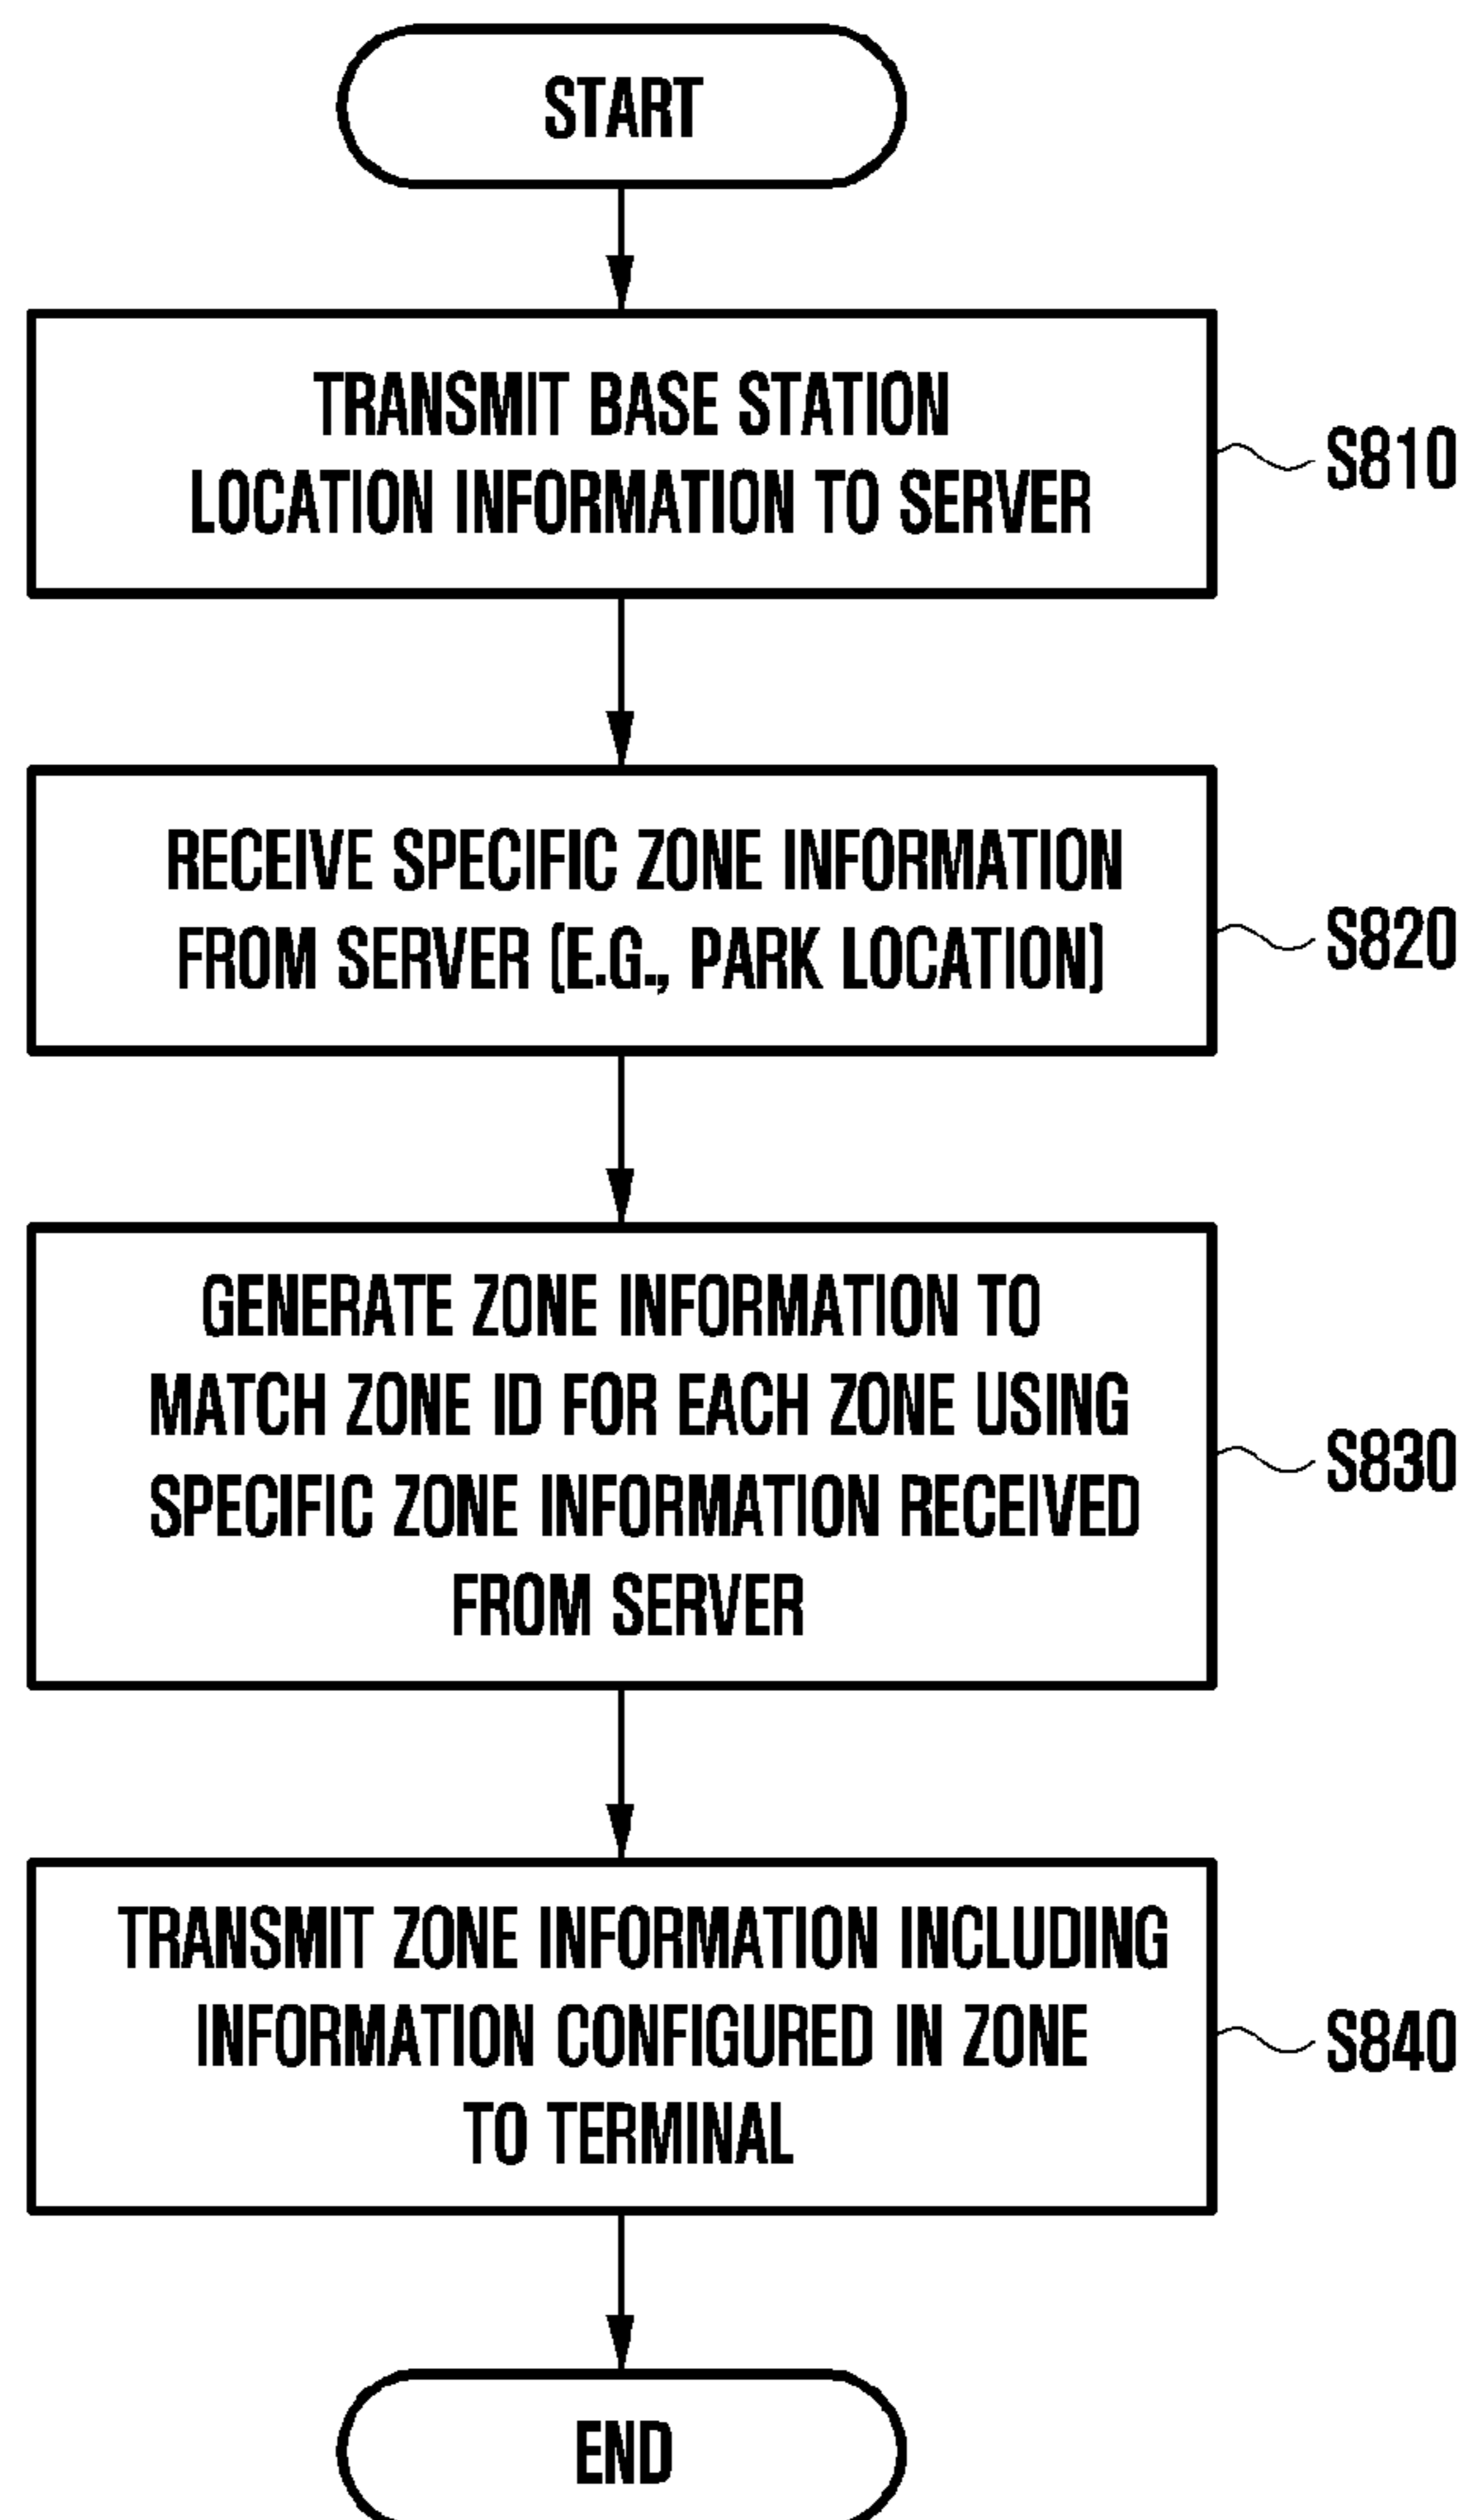 START
TRANSMIT BASE STATION
LOCATION INFORMATION TO SERVER
S810
RECEIVE SPECIFIC ZONE INFORMATION
FROM SERVER (E.G., PARK LOCATION)
S820
GENERATE ZONE INFORMATION TO
MATCH ZONE ID FOR EACH ZONE USING
SPECIFIC ZONE INFORMATION RECEIVED
FROM SERVER
S830
TRANSMIT ZONE INFORMATION INCLUDING
INFORMATION CONFIGURED IN ZONE
TO TERMINAL
S840
END